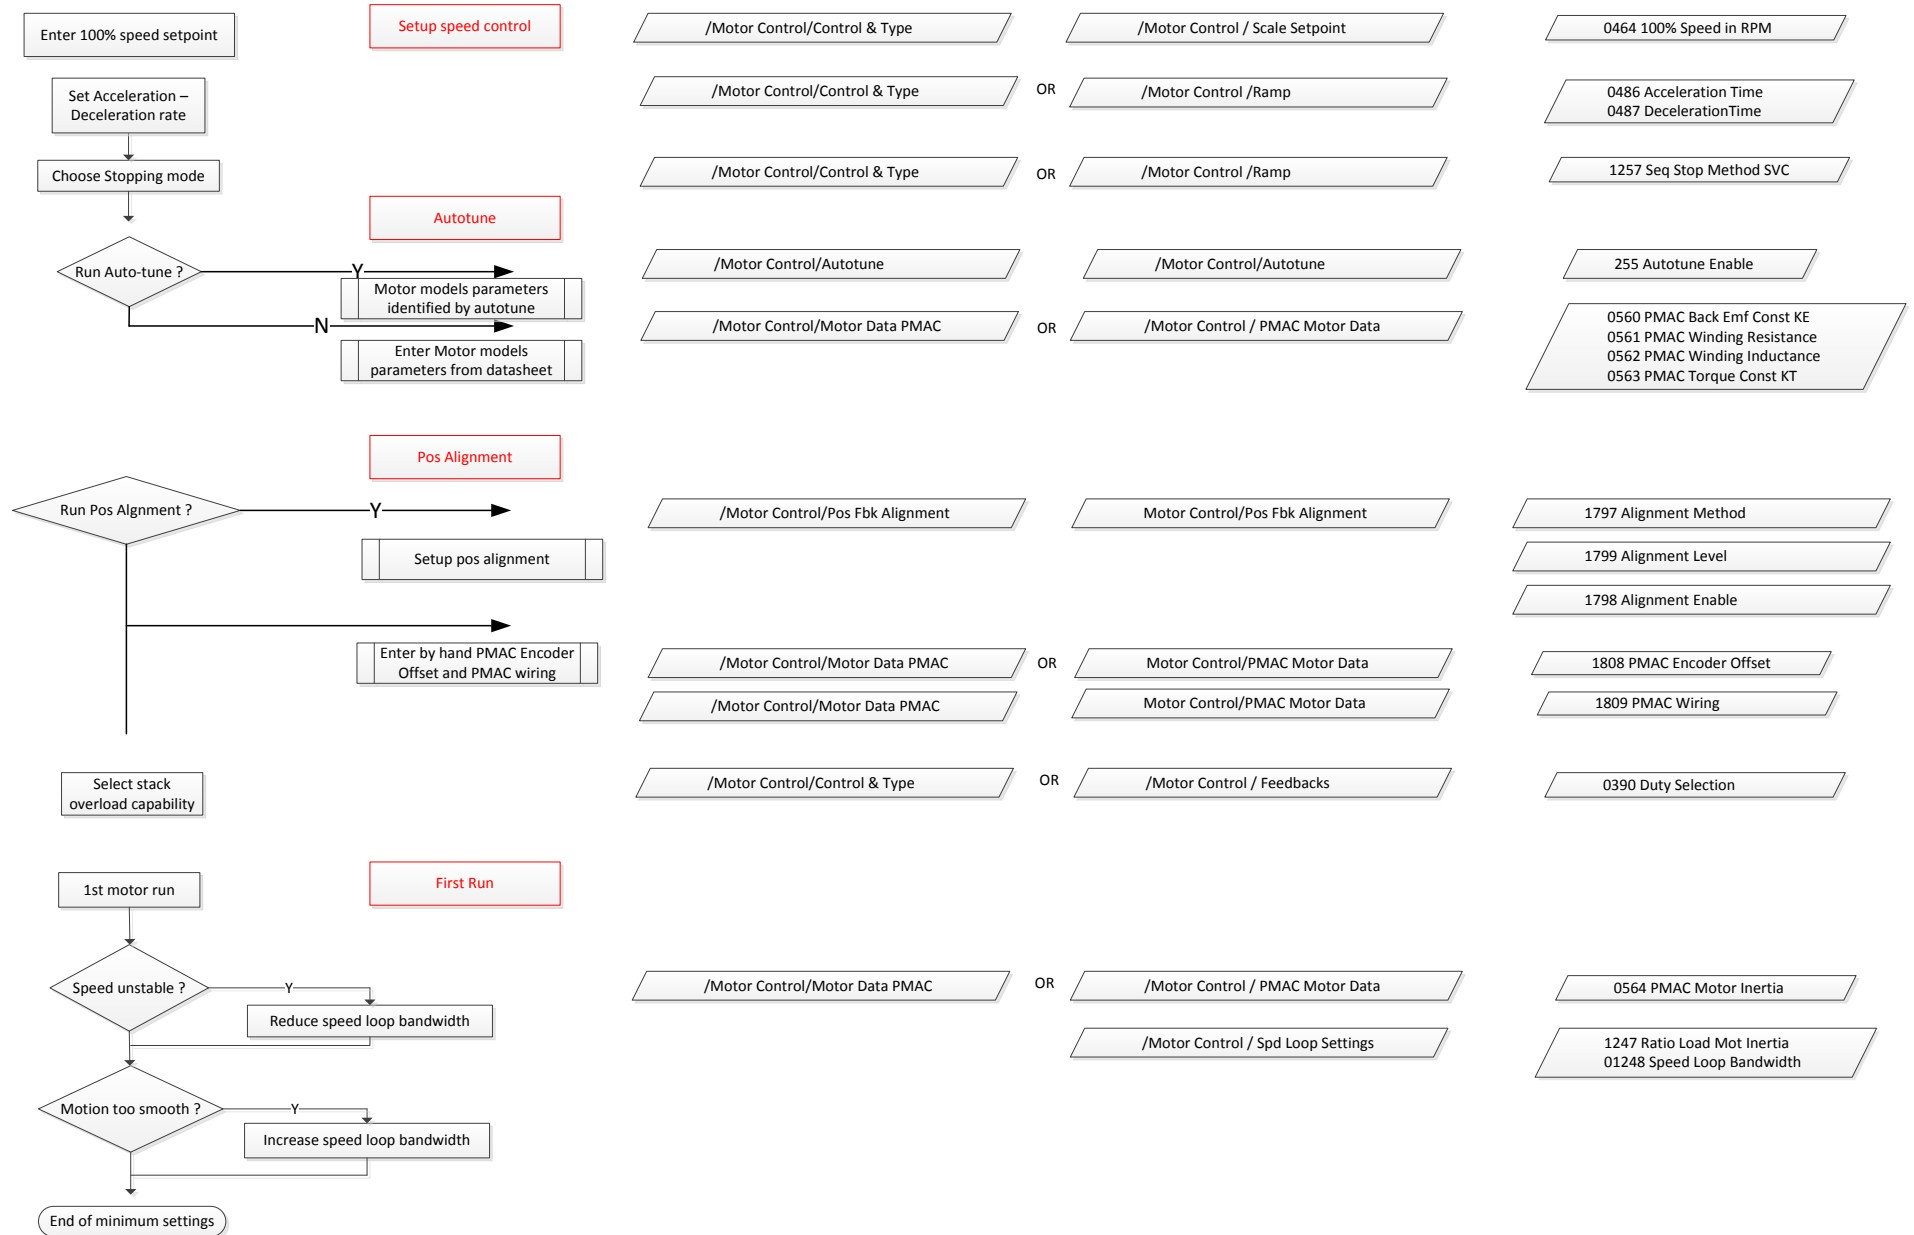 Enter 100% speed setpoint
Setup speed control
/Motor Control/Control & Type
/Motor Control / Scale Setpoint
0464 100% Speed in RPM
Set Acceleration –
Deceleration rate
/Motor Control/Control & Type
OR
/Motor Control /Ramp
0486 Acceleration Time
0487 DecelerationTime
Choose Stopping mode
/Motor Control/Control & Type
OR
/Motor Control /Ramp
1257 Seq Stop Method SVC
Autotune
Run Auto-tune ?
Y
/Motor Control/Autotune
/Motor Control/Autotune
255 Autotune Enable
Motor models parameters
identified by autotune
N
/Motor Control/Motor Data PMAC
OR
/Motor Control / PMAC Motor Data
0560 PMAC Back Emf Const KE
0561 PMAC Winding Resistance
0562 PMAC Winding Inductance
0563 PMAC Torque Const KT
Enter Motor models
parameters from datasheet
Pos Alignment
Run Pos Algnment ?
Y
/Motor Control/Pos Fbk Alignment
Motor Control/Pos Fbk Alignment
1797 Alignment Method
Setup pos alignment
1799 Alignment Level
1798 Alignment Enable
Enter by hand PMAC Encoder
Offset and PMAC wiring
/Motor Control/Motor Data PMAC
OR
Motor Control/PMAC Motor Data
1808 PMAC Encoder Offset
/Motor Control/Motor Data PMAC
Motor Control/PMAC Motor Data
1809 PMAC Wiring
Select stack
overload capability
/Motor Control/Control & Type
OR
/Motor Control / Feedbacks
0390 Duty Selection
1st motor run
First Run
Speed unstable ?
Y
/Motor Control/Motor Data PMAC
OR
/Motor Control / PMAC Motor Data
0564 PMAC Motor Inertia
Reduce speed loop bandwidth
/Motor Control / Spd Loop Settings
1247 Ratio Load Mot Inertia
01248 Speed Loop Bandwidth
Motion too smooth ?
Y
Increase speed loop bandwidth
End of minimum settings